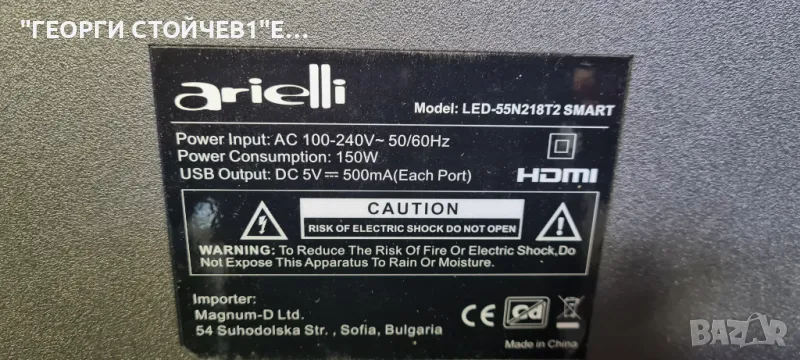 "ГЕОРГИ СТОЙЧЕВ1"Е...
arielli
Model: LED-55N218T2 SMART
Power Input: AC 100-240V~ 50/60Hz
Power Consumption: 150W
USB Output: DC 5V⎓500mA(Each Port)
HDMI
CAUTION
RISK OF ELECTRIC SHOCK DO NOT OPEN
WARNING: To Reduce The Risk Of Fire Or Electric Shock,Do
Not Expose This Apparatus To Rain Or Moisture.
Importer:
Magnum-D Ltd.
54 Suhodolska Str. , Sofia, Bulgaria
CE
Cd
Made in China
BAZAR
bg